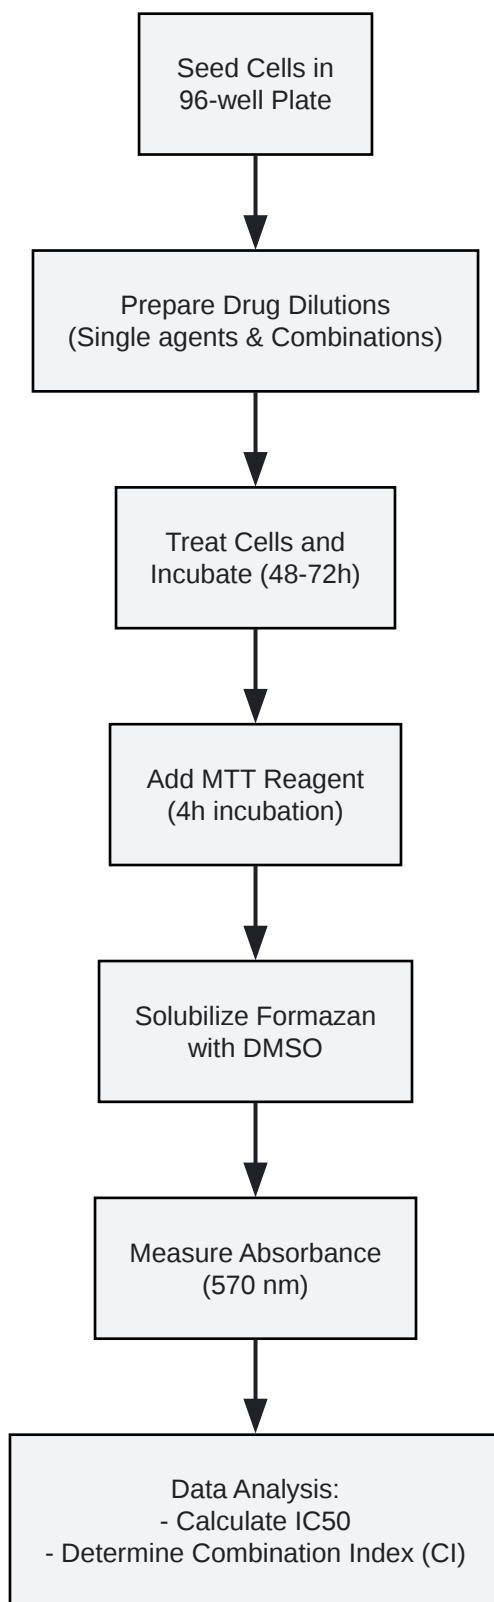 Seed Cells in
96-well Plate
Prepare Drug Dilutions
(Single agents & Combinations)
Treat Cells and
Incubate (48-72h)
Add MTT Reagent
(4h incubation)
Solubilize Formazan
with DMSO
Measure Absorbance
(570 nm)
Data Analysis:
- Calculate IC50
- Determine Combination Index (CI)